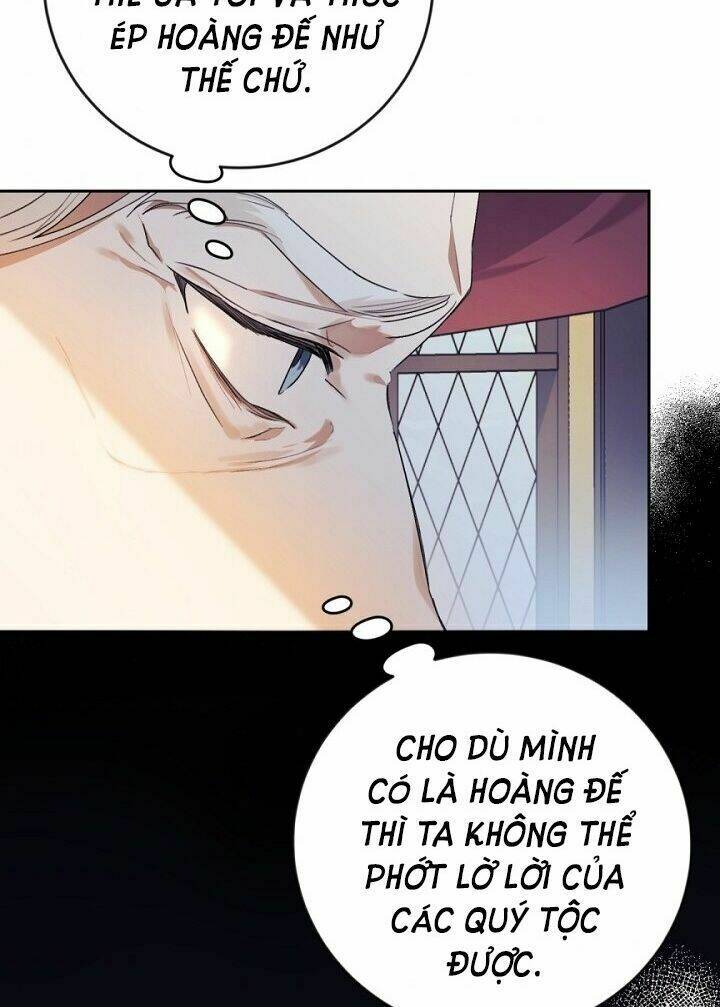 ÉP HOÀNG ĐẾ NHƯ
THẾ CHỨ.
CHO DÙ MÌNH
CÓ LÀ HOÀNG ĐẾ
THÌ TA KHÔNG THỂ
PHỚT LỜ LỜI CỦA
CÁC QUÝ TỘC
ĐƯỢC.